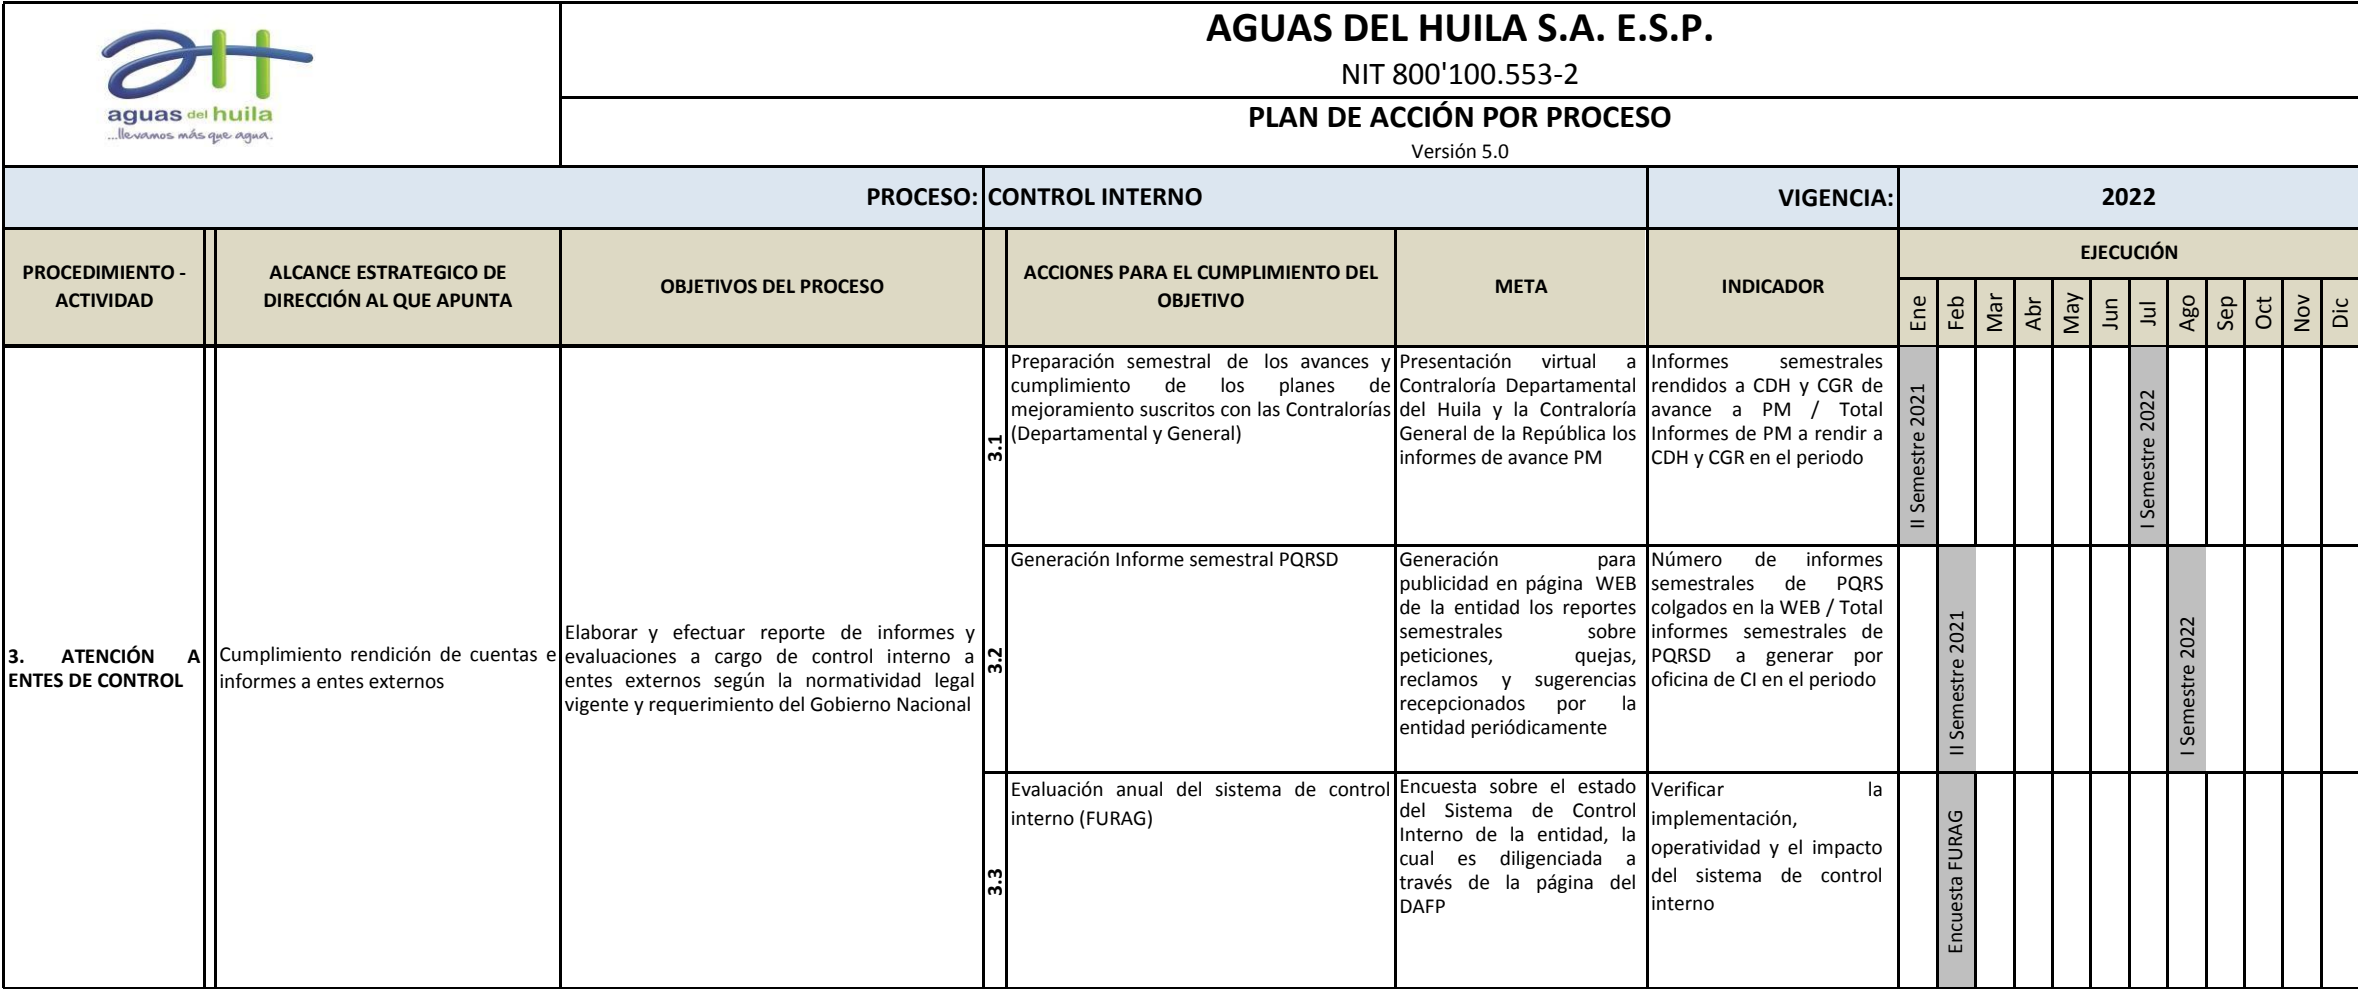 aguas del huila
...llevamos más que agua.
AGUAS DEL HUILA S.A. E.S.P.
NIT 800'100.553-2
PLAN DE ACCIÓN POR PROCESO
Versión 5.0
PROCESO: CONTROL INTERNO
VIGENCIA: 2022
PROCEDIMIENTO -
ACTIVIDAD
ALCANCE ESTRATEGICO DE
DIRECCIÓN AL QUE APUNTA
OBJETIVOS DEL PROCESO
ACCIONES PARA EL CUMPLIMIENTO DEL
OBJETIVO
META
INDICADOR
EJECUCIÓN
Ene Feb Mar Abr May Jun Jul Ago Sep Oct Nov Dic
3. ATENCIÓN A
ENTES DE CONTROL
Cumplimiento rendición de cuentas e
informes a entes externos
Elaborar y efectuar reporte de informes y
evaluaciones a cargo de control interno a
entes externos según la normatividad legal
vigente y requerimiento del Gobierno Nacional
3.1
Preparación semestral de los avances y
cumplimiento de los planes de
mejoramiento suscritos con las Contralorías
(Departamental y General)
Presentación virtual a
Contraloría Departamental
del Huila y la Contraloría
General de la República los
informes de avance PM
Informes semestrales
rendidos a CDH y CGR de
avance a PM / Total
Informes de PM a rendir a
CDH y CGR en el periodo
II Semestre 2021
I Semestre 2022
3.2
Generación Informe semestral PQRSD
Generación para
publicidad en página WEB
de la entidad los reportes
semestrales sobre
peticiones, quejas,
reclamos y sugerencias
recepcionados por la
entidad periódicamente
Número de informes
semestrales de PQRS
colgados en la WEB / Total
informes semestrales de
PQRSD a generar por
oficina de CI en el periodo
II Semestre 2021
I Semestre 2022
3.3
Evaluación anual del sistema de control
interno (FURAG)
Encuesta sobre el estado
del Sistema de Control
Interno de la entidad, la
cual es diligenciada a
través de la página del
DAFP
Verificar la
implementación,
operatividad y el impacto
del sistema de control
interno
Encuesta FURAG